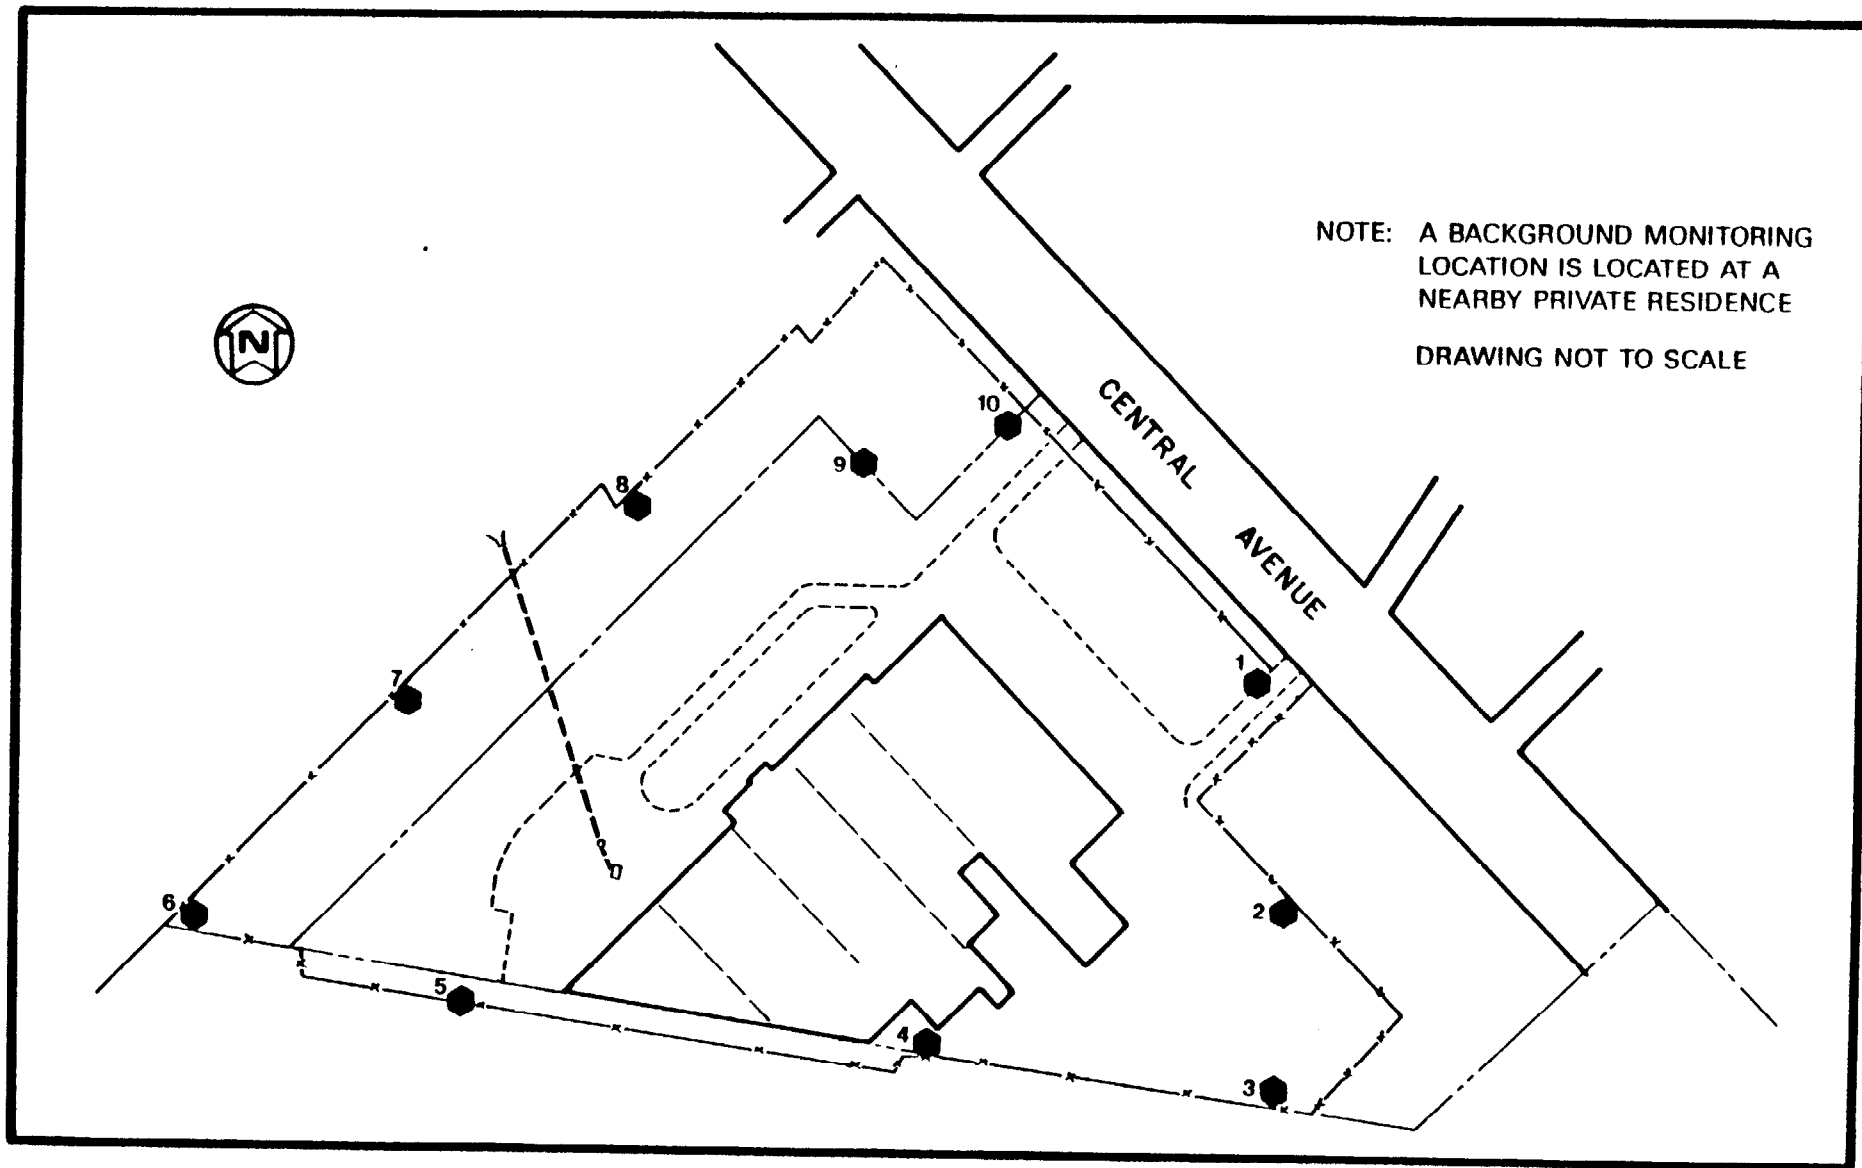 NOTE: A BACKGROUND MONITORING
LOCATION IS LOCATED AT A
NEARBY PRIVATE RESIDENCE
DRAWING NOT TO SCALE
N
CENTRAL
AVENUE
10
9
8
7
1
6
2
5
4
3